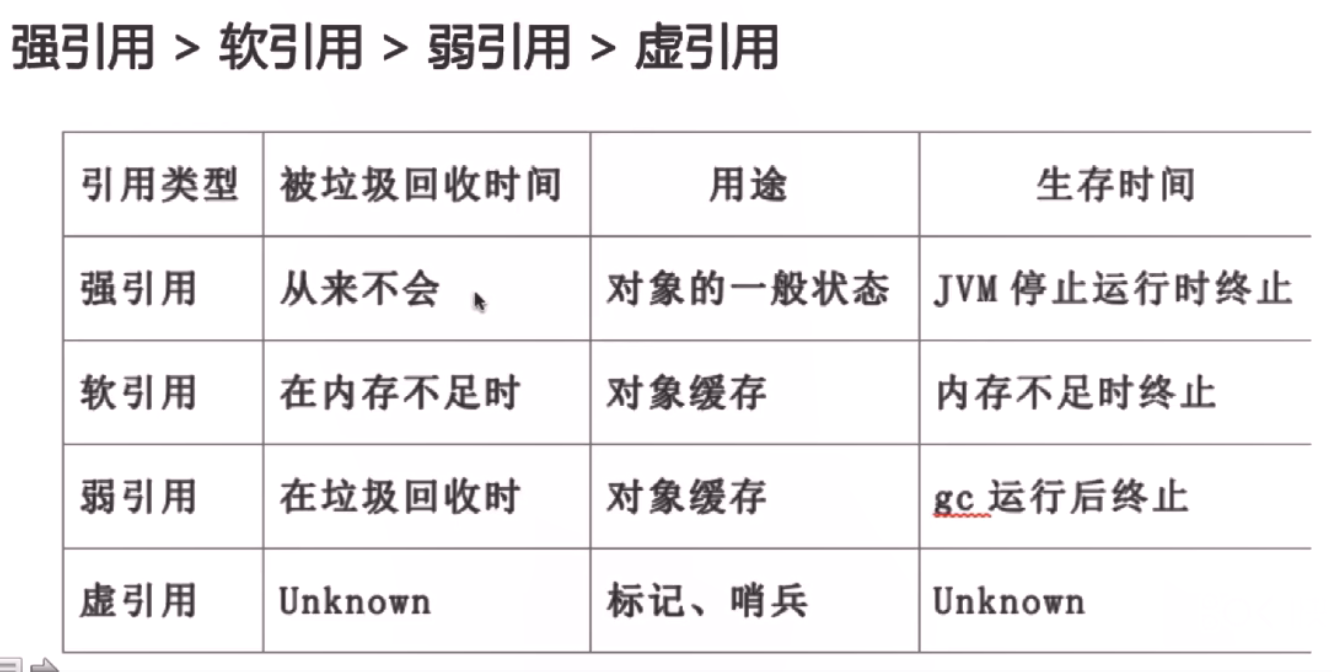 强引用 > 软引用 > 弱引用 > 虚引用
引用类型 被垃圾回收时间 用途 生存时间
强引用 从来不会 对象的一般状态 JVM 停止运行时终止
软引用 在内存不足时 对象缓存 内存不足时终止
弱引用 在垃圾回收时 对象缓存 gc 运行后终止
虚引用 Unknown 标记、哨兵 Unknown